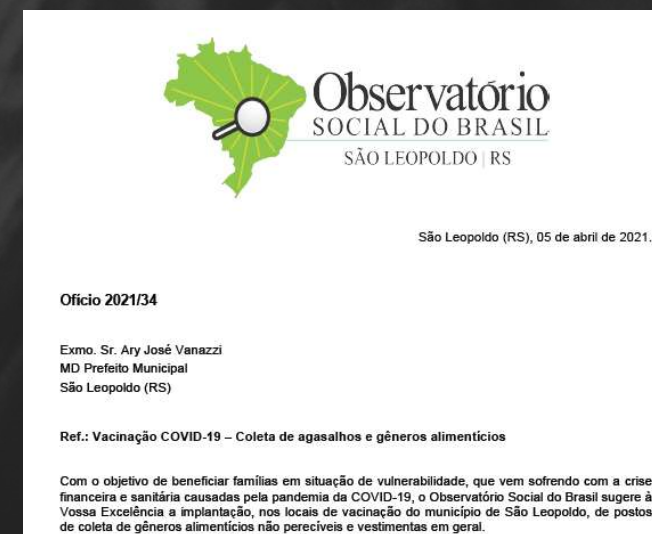 Observatório
SOCIAL DO BRASIL
SÃO LEOPOLDO | RS
São Leopoldo (RS), 05 de abril de 2021.
Ofício 2021/34
Exmo. Sr. Ary José Vanazzi
MD Prefeito Municipal
São Leopoldo (RS)
Ref.: Vacinação COVID-19 – Coleta de agasalhos e gêneros alimentícios
Com o objetivo de beneficiar famílias em situação de vulnerabilidade, que vem sofrendo com a crise
financeira e sanitária causadas pela pandemia da COVID-19, o Observatório Social do Brasil sugere à
Vossa Excelência a implantação, nos locais de vacinação do município de São Leopoldo, de postos
de coleta de gêneros alimentícios não perecíveis e vestimentas em geral.